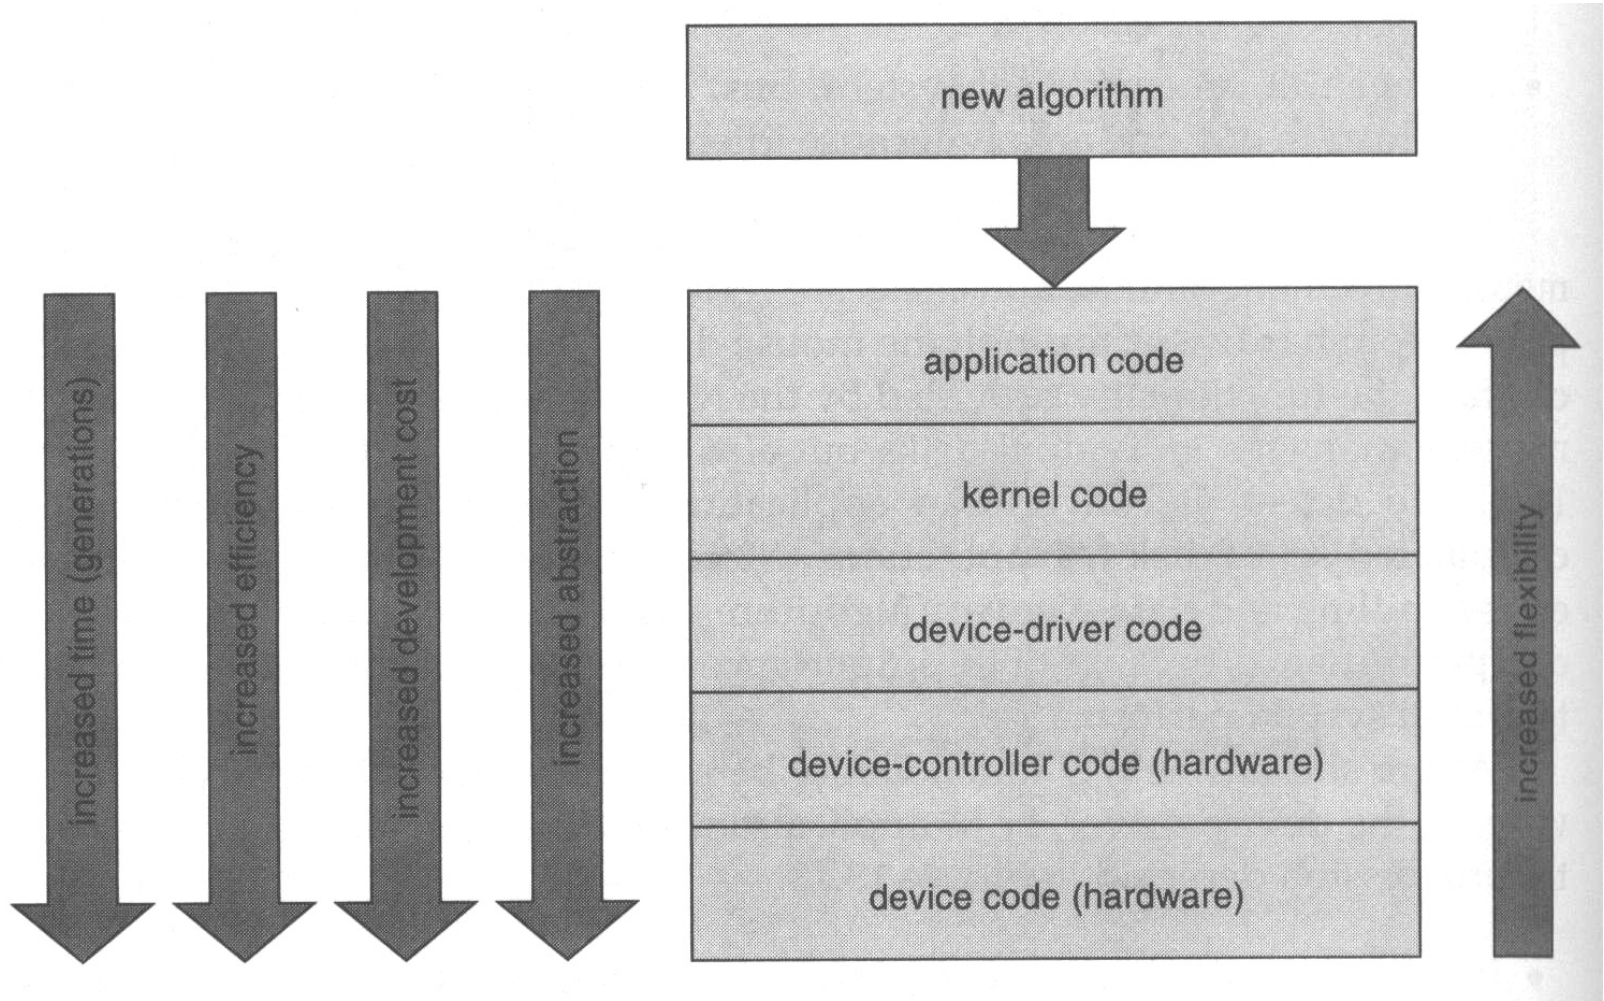 new algorithm
application code
kernel code
device-driver code
device-controller code (hardware)
device code (hardware)
increased time (generations)
increased efficiency
increased development cost
increased abstraction
increased flexibility